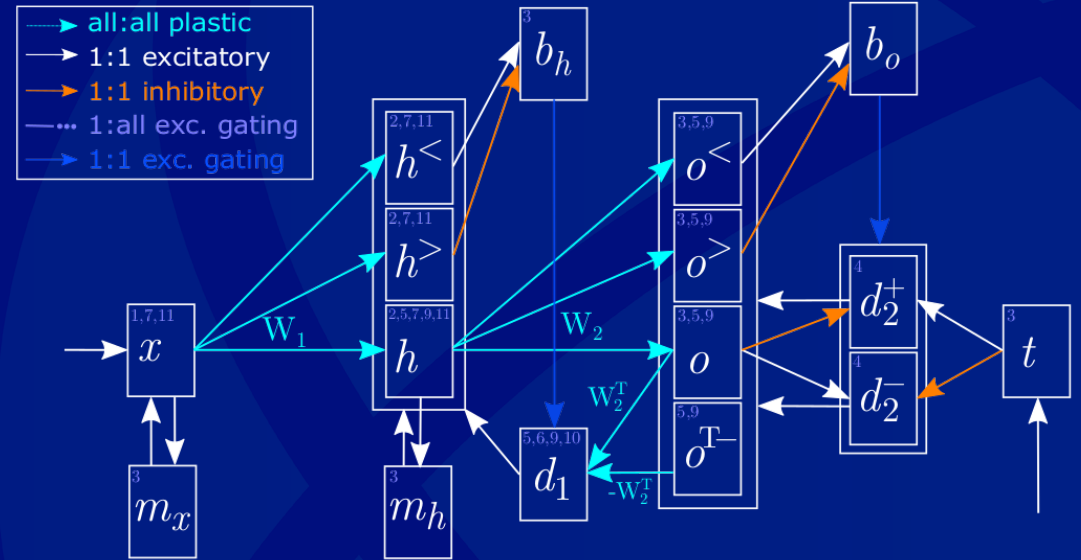 all:all plastic
1:1 excitatory
1:1 inhibitory
1:all exc. gating
1:1 exc. gating
3
b_h
b_o
2,7,11
h^<
2,7,11
h^>
2,5,7,9,11
h
3,5,9
o^<
3,5,9
o^>
3,5,9
o
5,9
o^T-
1,7,11
x
W_1
W_2
W_2^T
-W_2^T
4
d_2^+
4
d_2^-
3
t
5,6,9,10
d_1
3
m_x
3
m_h